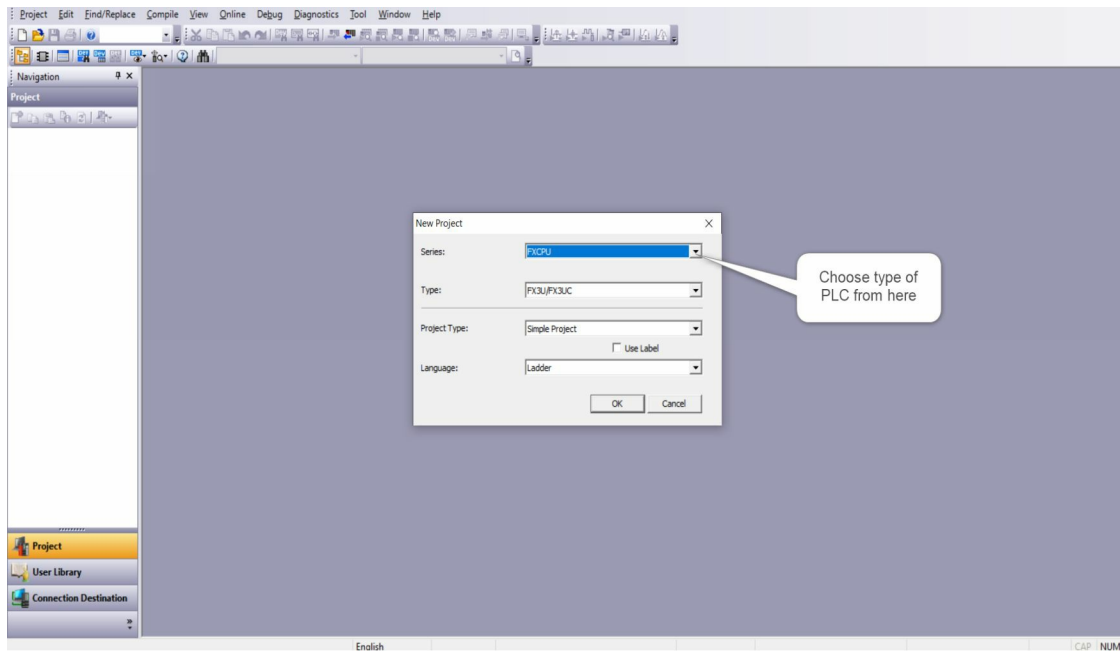 Project Edit Find/Replace Compile View Online Debug Diagnostics Tool Window Help
Navigation
Project
New Project
Series: FXCPU
Type: FX3U/FX3UC
Project Type: Simple Project
Use Label
Language: Ladder
OK Cancel
Choose type of
PLC from here
Project
User Library
Connection Destination
English CAP NUM